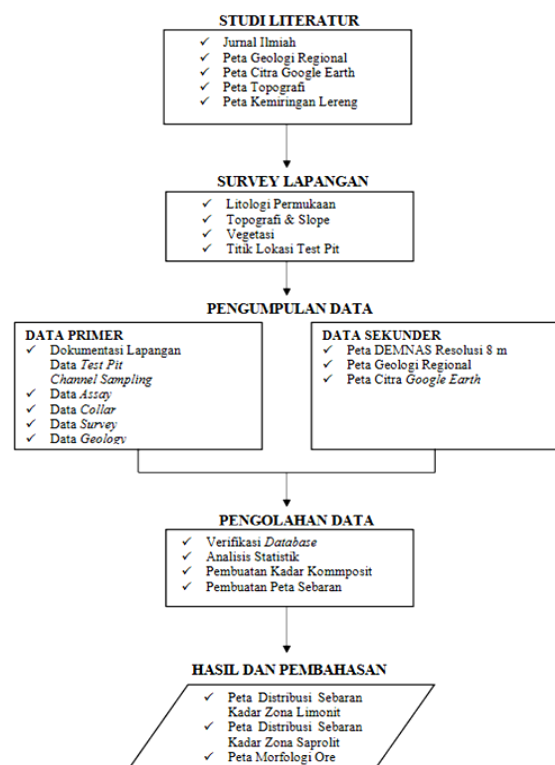 STUDI LITERATUR
✓ Jurnal Ilmiah
✓ Peta Geologi Regional
✓ Peta Citra Google Earth
✓ Peta Topografi
✓ Peta Kemiringan Lereng
SURVEY LAPANGAN
✓ Litologi Permukaan
✓ Topografi & Slope
✓ Vegetasi
✓ Titik Lokasi Test Pit
PENGUMPULAN DATA
DATA PRIMER
✓ Dokumentasi Lapangan
Data Test Pit
Channel Sampling
✓ Data Assay
✓ Data Collar
✓ Data Survey
✓ Data Geology
DATA SEKUNDER
✓ Peta DEMNAS Resolusi 8 m
✓ Peta Geologi Regional
✓ Peta Citra Google Earth
PENGOLAHAN DATA
✓ Verifikasi Database
✓ Analisis Statistik
✓ Pembuatan Kadar Kommposit
✓ Pembuatan Peta Sebaran
HASIL DAN PEMBAHASAN
✓ Peta Distribusi Sebaran
Kadar Zona Limonit
✓ Peta Distribusi Sebaran
Kadar Zona Saprolit
✓ Peta Morfologi Ore